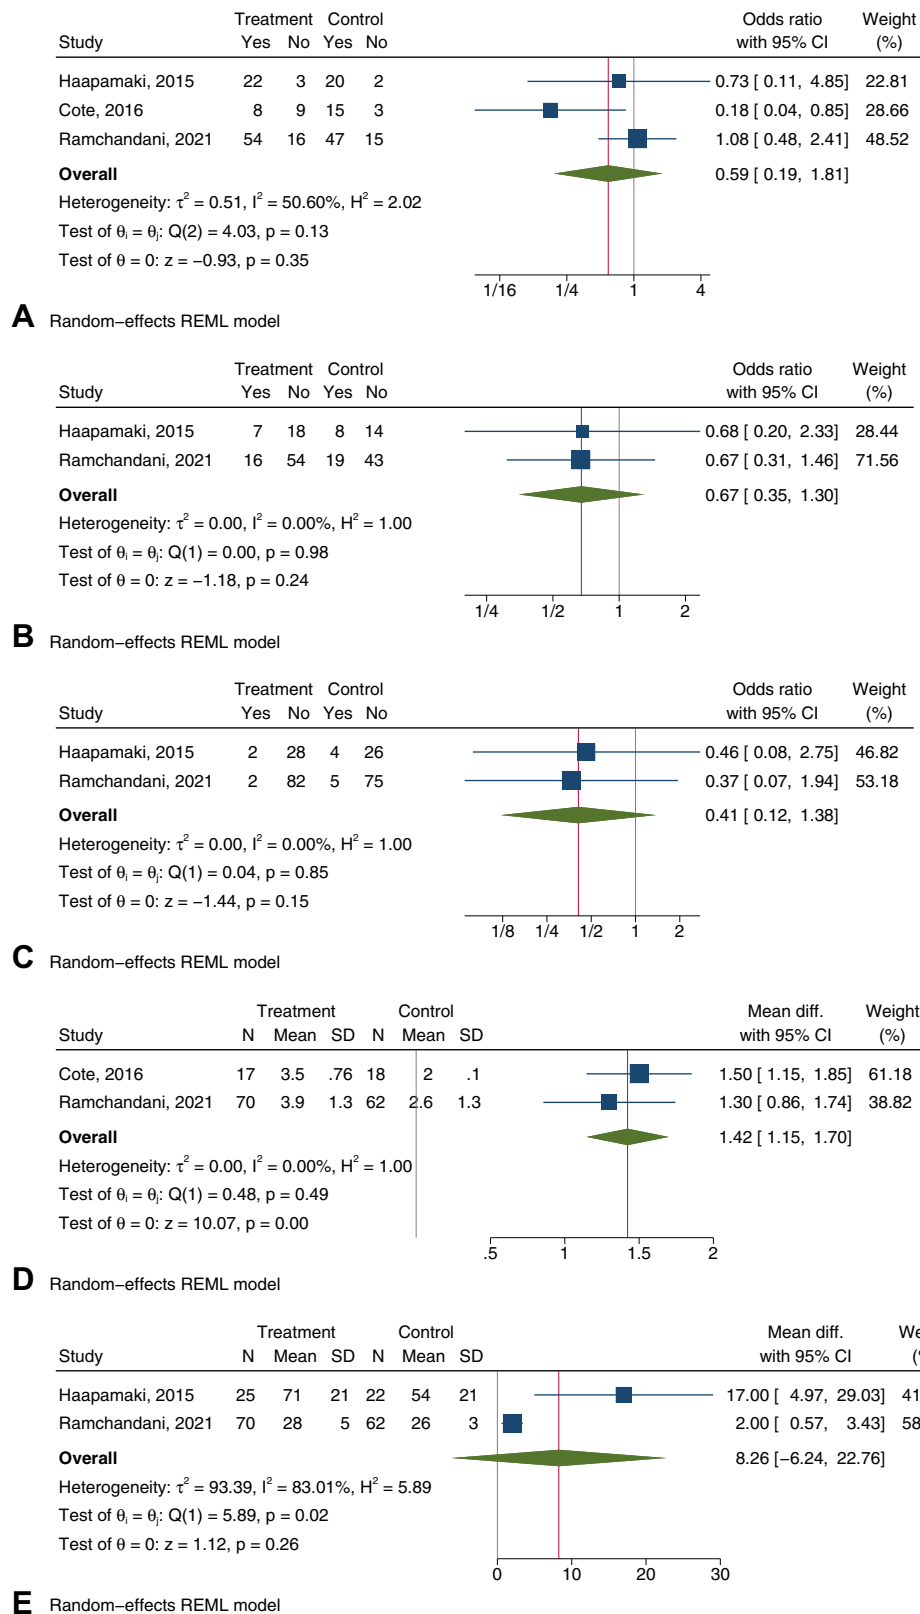 Treatment Control Odds ratio Weight
Study Yes No Yes No with 95% CI (%)
Haapamaki, 2015 22 3 20 2 0.73 [ 0.11, 4.85] 22.81
Cote, 2016 8 9 15 3 0.18 [ 0.04, 0.85] 28.66
Ramchandani, 2021 54 16 47 15 1.08 [ 0.48, 2.41] 48.52
Overall 0.59 [ 0.19, 1.81]
Heterogeneity: τ² = 0.51, I² = 50.60%, H² = 2.02
Test of θᵢ = θⱼ: Q(2) = 4.03, p = 0.13
Test of θ = 0: z = −0.93, p = 0.35
1/16 1/4 1 4
A Random−effects REML model
Treatment Control Odds ratio Weight
Study Yes No Yes No with 95% CI (%)
Haapamaki, 2015 7 18 8 14 0.68 [ 0.20, 2.33] 28.44
Ramchandani, 2021 16 54 19 43 0.67 [ 0.31, 1.46] 71.56
Overall 0.67 [ 0.35, 1.30]
Heterogeneity: τ² = 0.00, I² = 0.00%, H² = 1.00
Test of θᵢ = θⱼ: Q(1) = 0.00, p = 0.98
Test of θ = 0: z = −1.18, p = 0.24
1/4 1/2 1 2
B Random−effects REML model
Treatment Control Odds ratio Weight
Study Yes No Yes No with 95% CI (%)
Haapamaki, 2015 2 28 4 26 0.46 [ 0.08, 2.75] 46.82
Ramchandani, 2021 2 82 5 75 0.37 [ 0.07, 1.94] 53.18
Overall 0.41 [ 0.12, 1.38]
Heterogeneity: τ² = 0.00, I² = 0.00%, H² = 1.00
Test of θᵢ = θⱼ: Q(1) = 0.04, p = 0.85
Test of θ = 0: z = −1.44, p = 0.15
1/8 1/4 1/2 1 2
C Random−effects REML model
Treatment Control Mean diff. Weight
Study N Mean SD N Mean SD with 95% CI (%)
Cote, 2016 17 3.5 .76 18 2 .1 1.50 [ 1.15, 1.85] 61.18
Ramchandani, 2021 70 3.9 1.3 62 2.6 1.3 1.30 [ 0.86, 1.74] 38.82
Overall 1.42 [ 1.15, 1.70]
Heterogeneity: τ² = 0.00, I² = 0.00%, H² = 1.00
Test of θᵢ = θⱼ: Q(1) = 0.48, p = 0.49
Test of θ = 0: z = 10.07, p = 0.00
.5 1 1.5 2
D Random−effects REML model
Treatment Control Mean diff. We
Study N Mean SD N Mean SD with 95% CI (
Haapamaki, 2015 25 71 21 22 54 21 17.00 [ 4.97, 29.03] 41
Ramchandani, 2021 70 28 5 62 26 3 2.00 [ 0.57, 3.43] 58
Overall 8.26 [−6.24, 22.76]
Heterogeneity: τ² = 93.39, I² = 83.01%, H² = 5.89
Test of θᵢ = θⱼ: Q(1) = 5.89, p = 0.02
Test of θ = 0: z = 1.12, p = 0.26
0 10 20 30
E Random−effects REML model